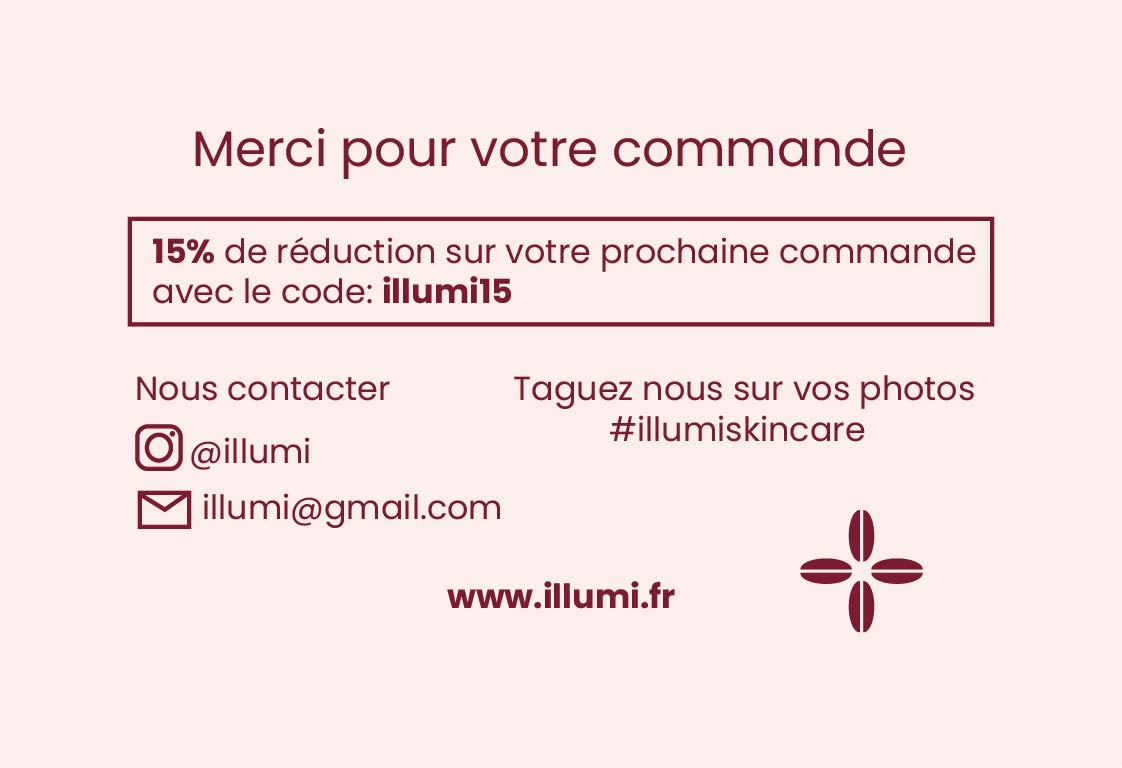 Merci pour votre commande
15% de réduction sur votre prochaine commande
avec le code: illumi15
Nous contacter
@illumi
illumi@gmail.com
Taguez nous sur vos photos
#illumiskincare
www.illumi.fr